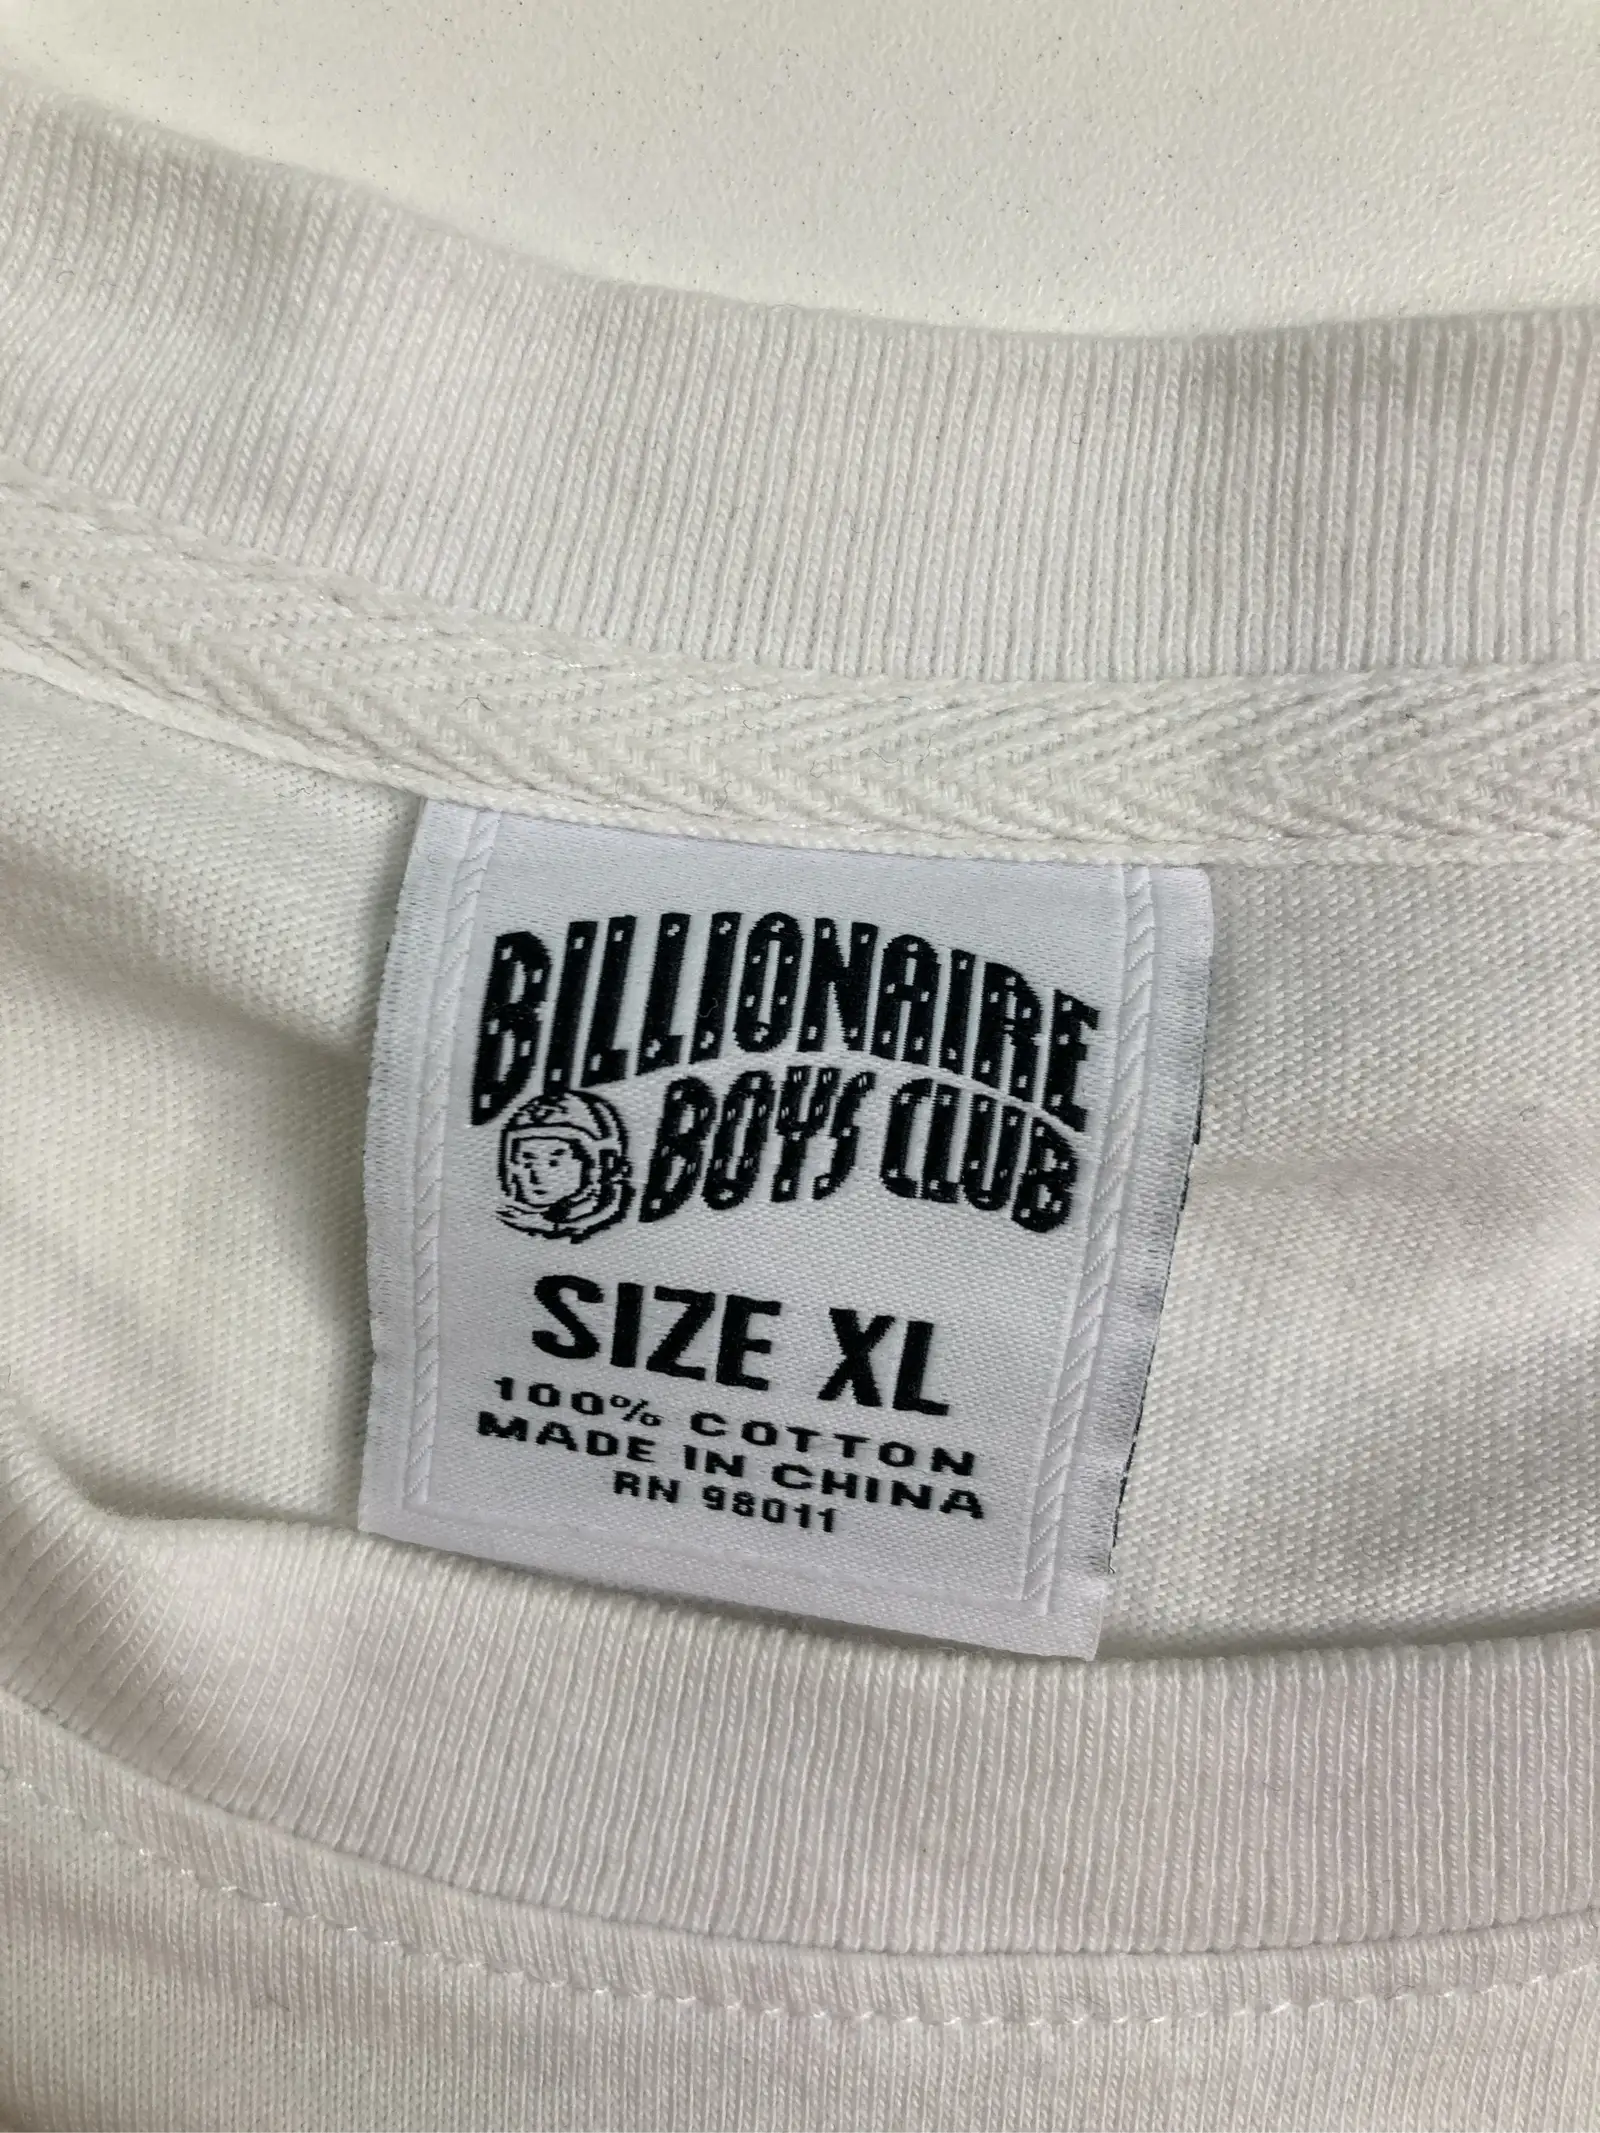 BILLIONAIRE
BOYS CLUB
SIZE XL
100% COTTON
MADE IN CHINA
RN 98011